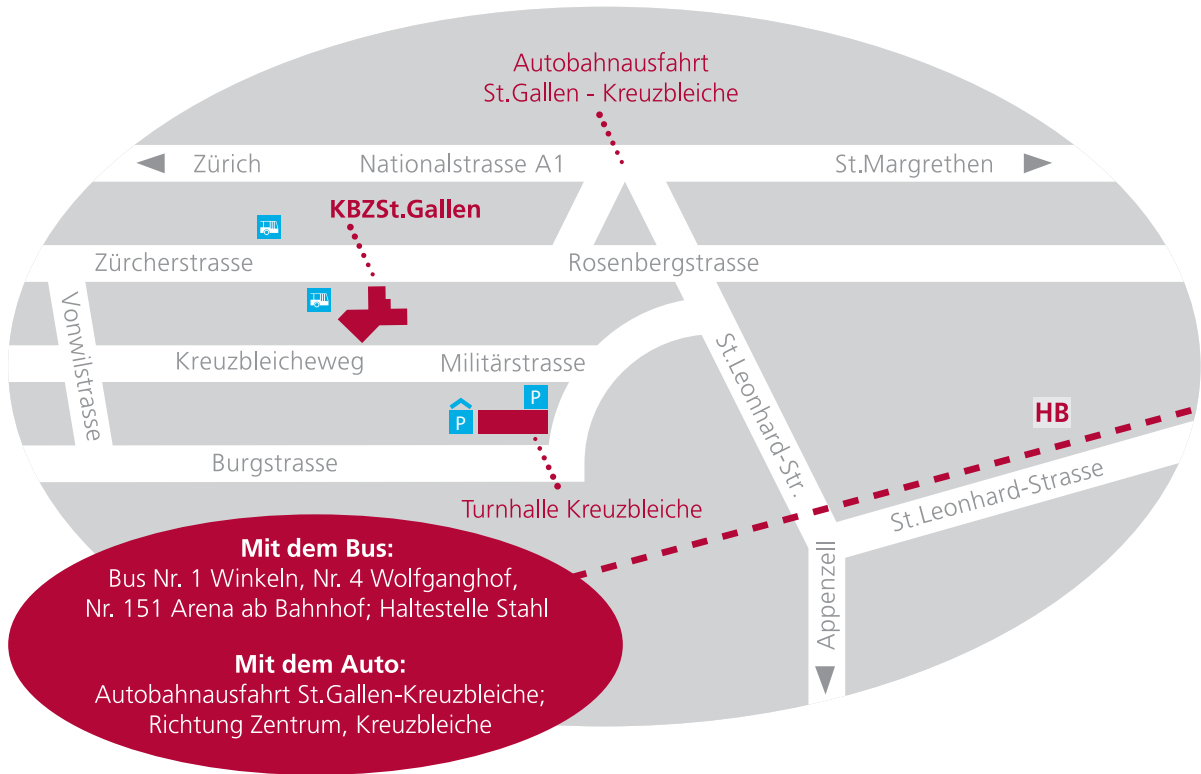 Autobahnausfahrt
St.Gallen - Kreuzbleiche
Zürich
Nationalstrasse A1
St.Margrethen
KBZSt.Gallen
Zürcherstrasse
Rosenbergstrasse
Vonwilstrasse
Kreuzbleicheweg
Militärstrasse
St.Leonhard-Str.
P
P
HB
Burgstrasse
Turnhalle Kreuzbleiche
St.Leonhard-Strasse
Appenzell
Mit dem Bus:
Bus Nr. 1 Winkeln, Nr. 4 Wolfganghof,
Nr. 151 Arena ab Bahnhof; Haltestelle Stahl
Mit dem Auto:
Autobahnausfahrt St.Gallen-Kreuzbleiche;
Richtung Zentrum, Kreuzbleiche